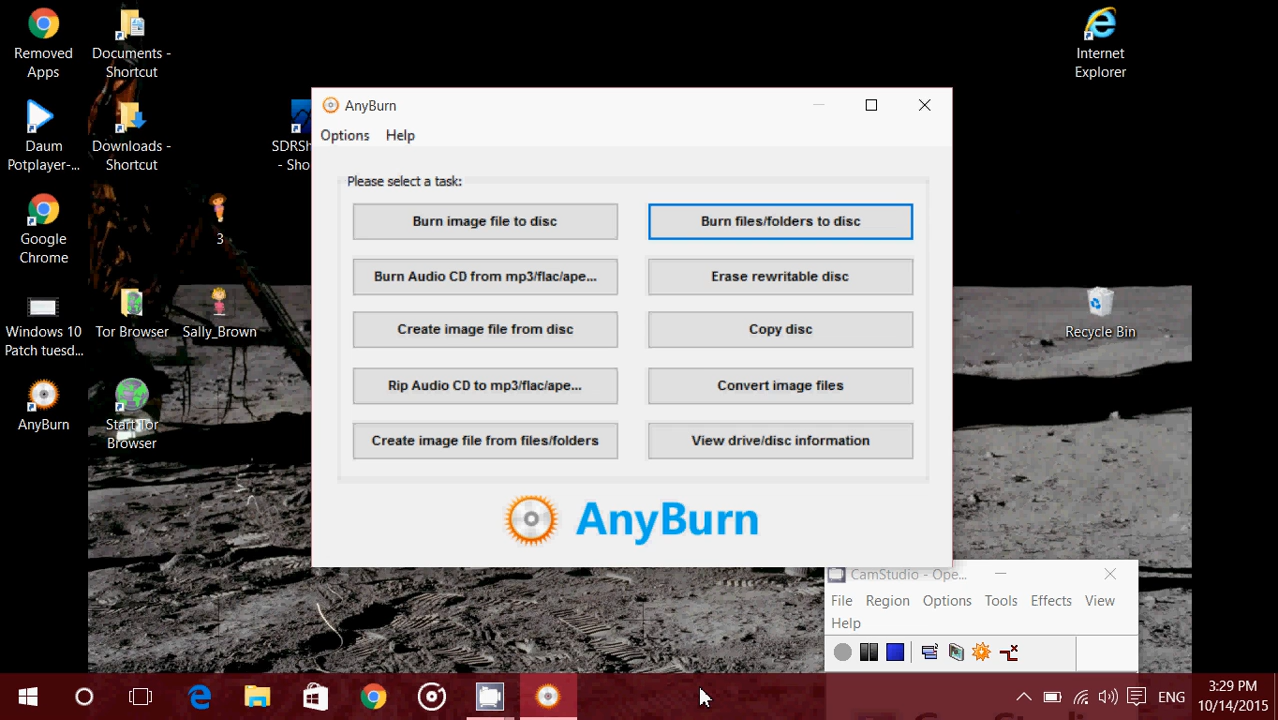 Removed
Apps
Documents -
Shortcut
Internet
Explorer
Daum
Potplayer-...
Downloads -
Shortcut
SDRSh
- Sho
Google
Chrome
3
Windows 10
Patch tuesd...
Tor Browser
Sally_Brown
Recycle Bin
AnyBurn
Start Tor
Browser
AnyBurn
Options Help
Please select a task:
Burn image file to disc
Burn files/folders to disc
Burn Audio CD from mp3/flac/ape...
Erase rewritable disc
Create image file from disc
Copy disc
Rip Audio CD to mp3/flac/ape...
Convert image files
Create image file from files/folders
View drive/disc information
AnyBurn
CamStudio - Ope...
File Region Options Tools Effects View
Help
ENG
3:29 PM
10/14/2015